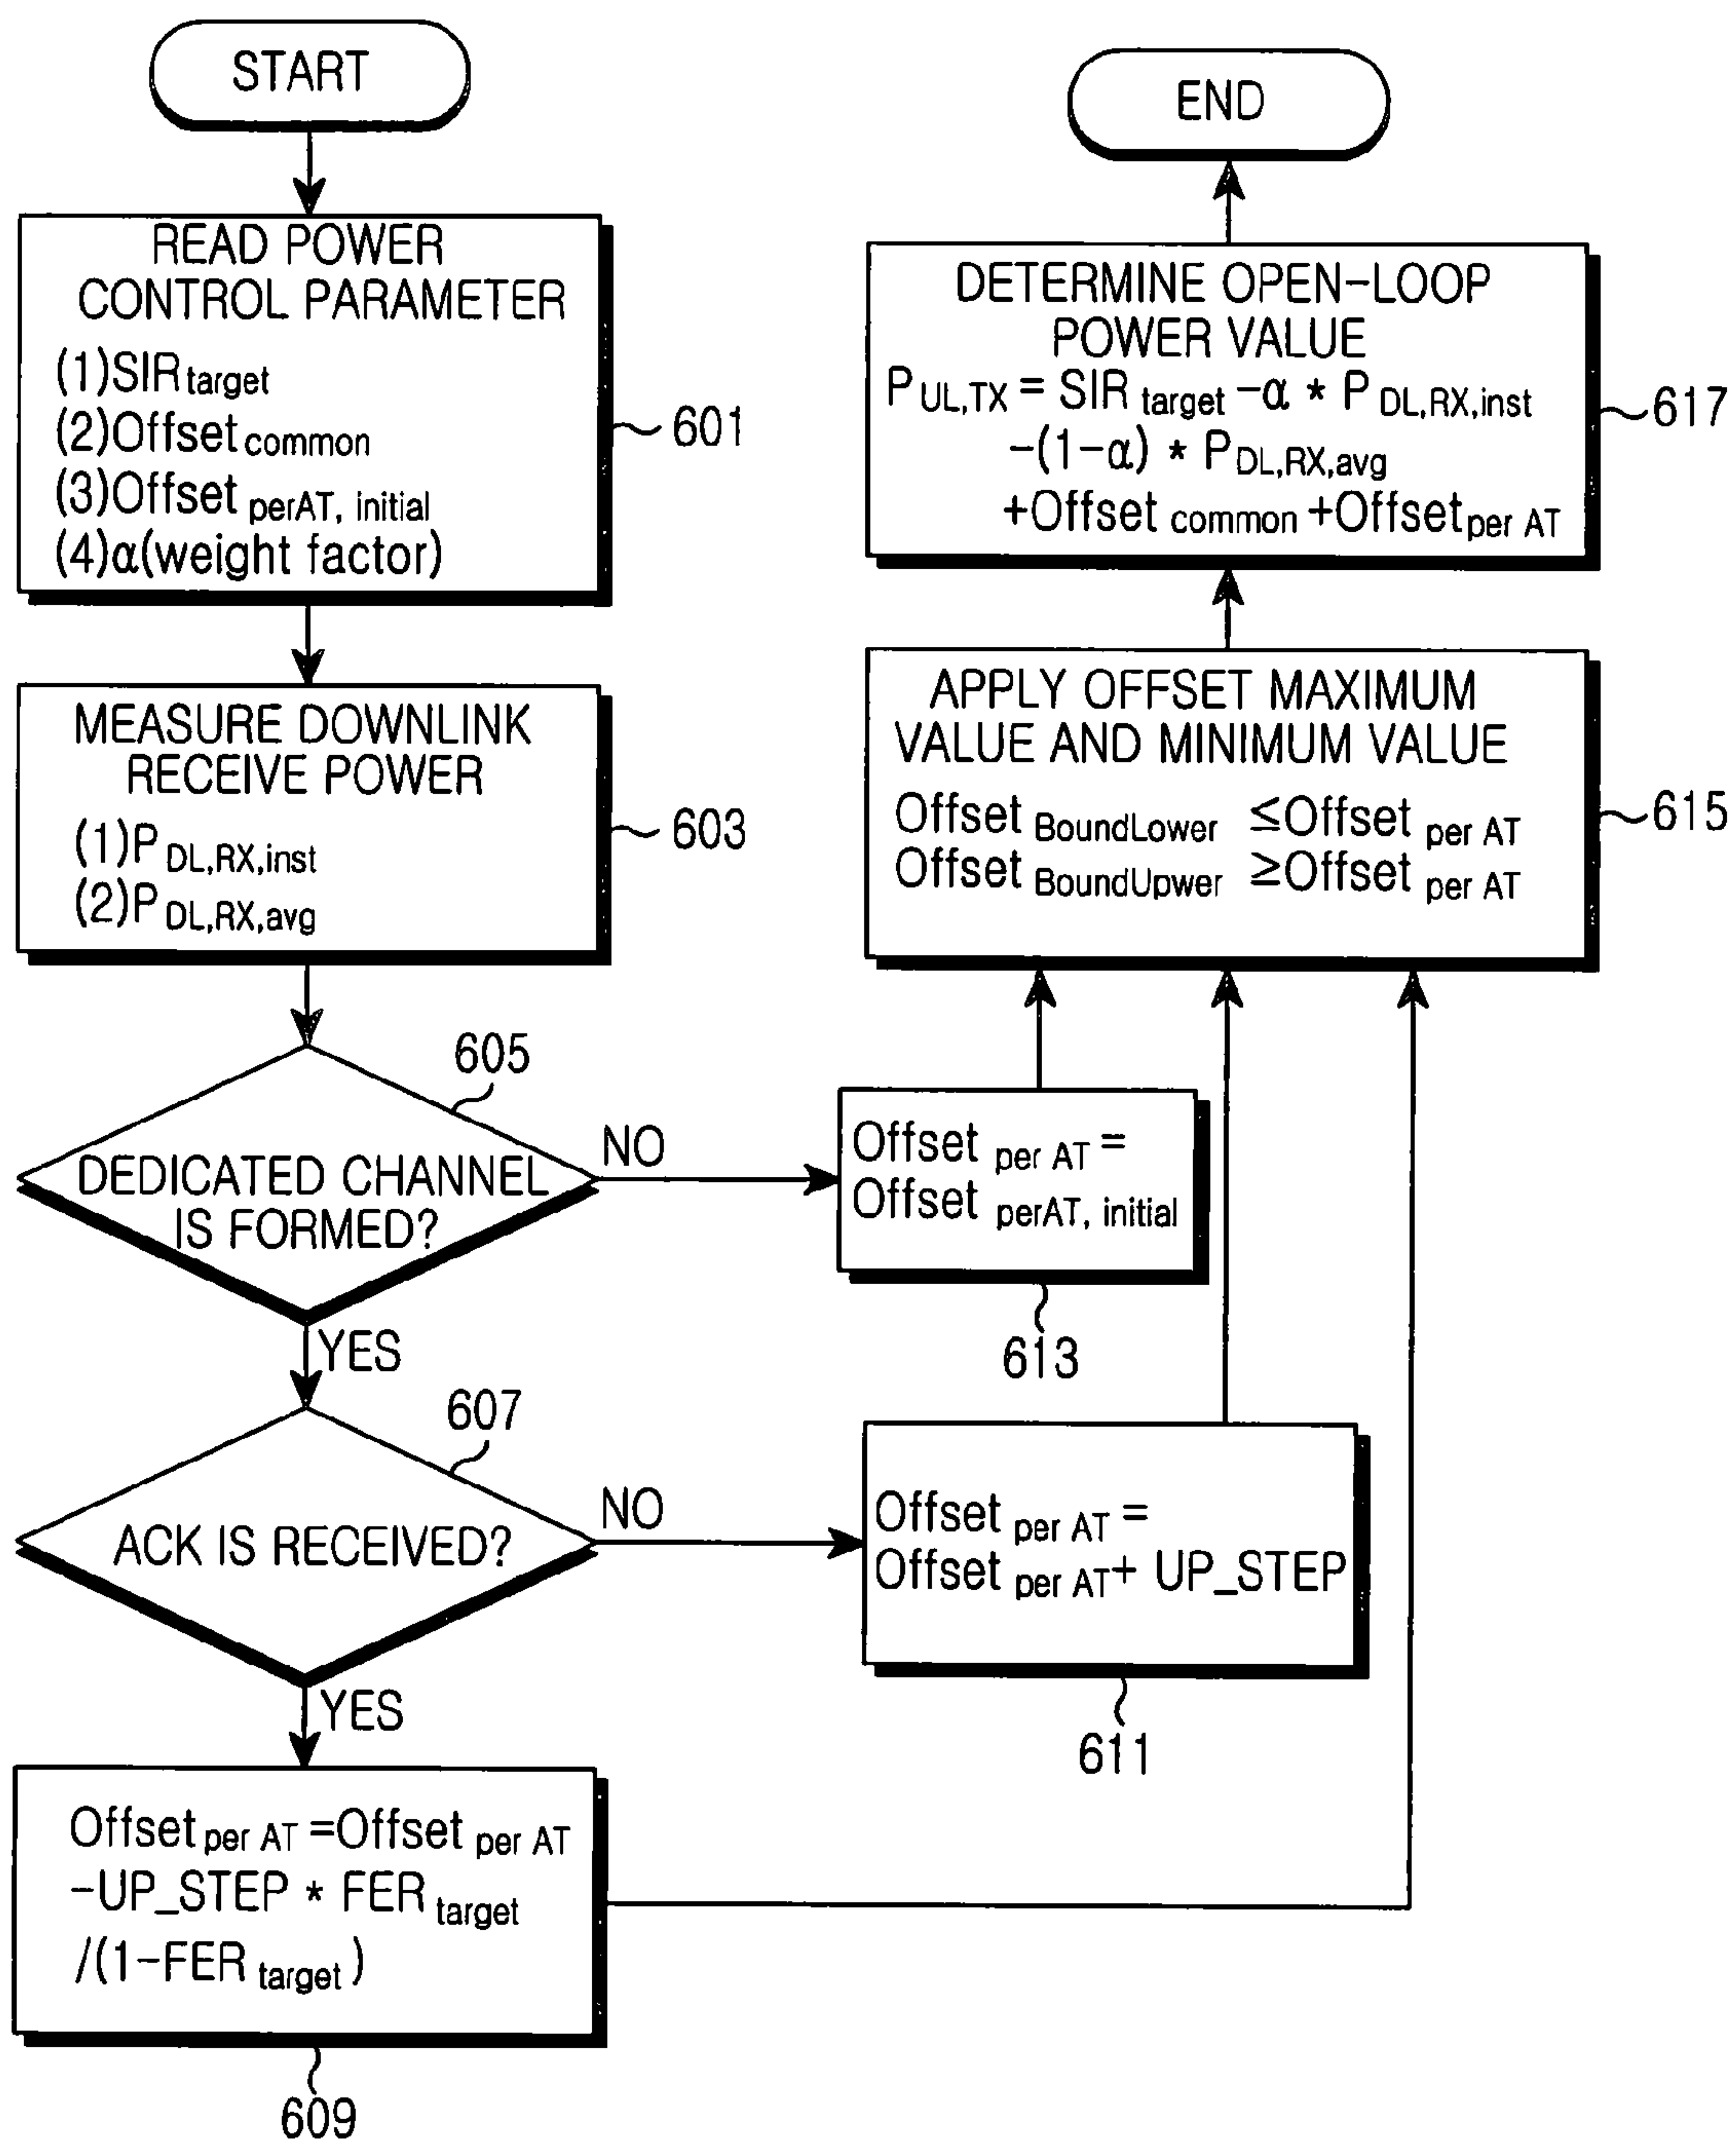 START
READ POWER
CONTROL PARAMETER
(1)SIR target
(2)Offset common
(3)Offset perAT, initial
(4)α(weight factor)
601
MEASURE DOWNLINK
RECEIVE POWER
(1)P DL,RX,inst
(2)P DL,RX,avg
603
605
DEDICATED CHANNEL
IS FORMED?
NO
YES
607
ACK IS RECEIVED?
NO
YES
Offset per AT =Offset per AT
-UP_STEP * FER target
/(1-FER target)
609
Offset per AT =
Offset per AT+ UP_STEP
611
Offset per AT =
Offset perAT, initial
613
APPLY OFFSET MAXIMUM
VALUE AND MINIMUM VALUE
Offset BoundLower ≤Offset per AT
Offset BoundUpwer ≥Offset per AT
615
DETERMINE OPEN-LOOP
POWER VALUE
P UL,TX = SIR target -α * P DL,RX,inst
-(1-α) * P DL,RX,avg
+Offset common +Offset per AT
617
END